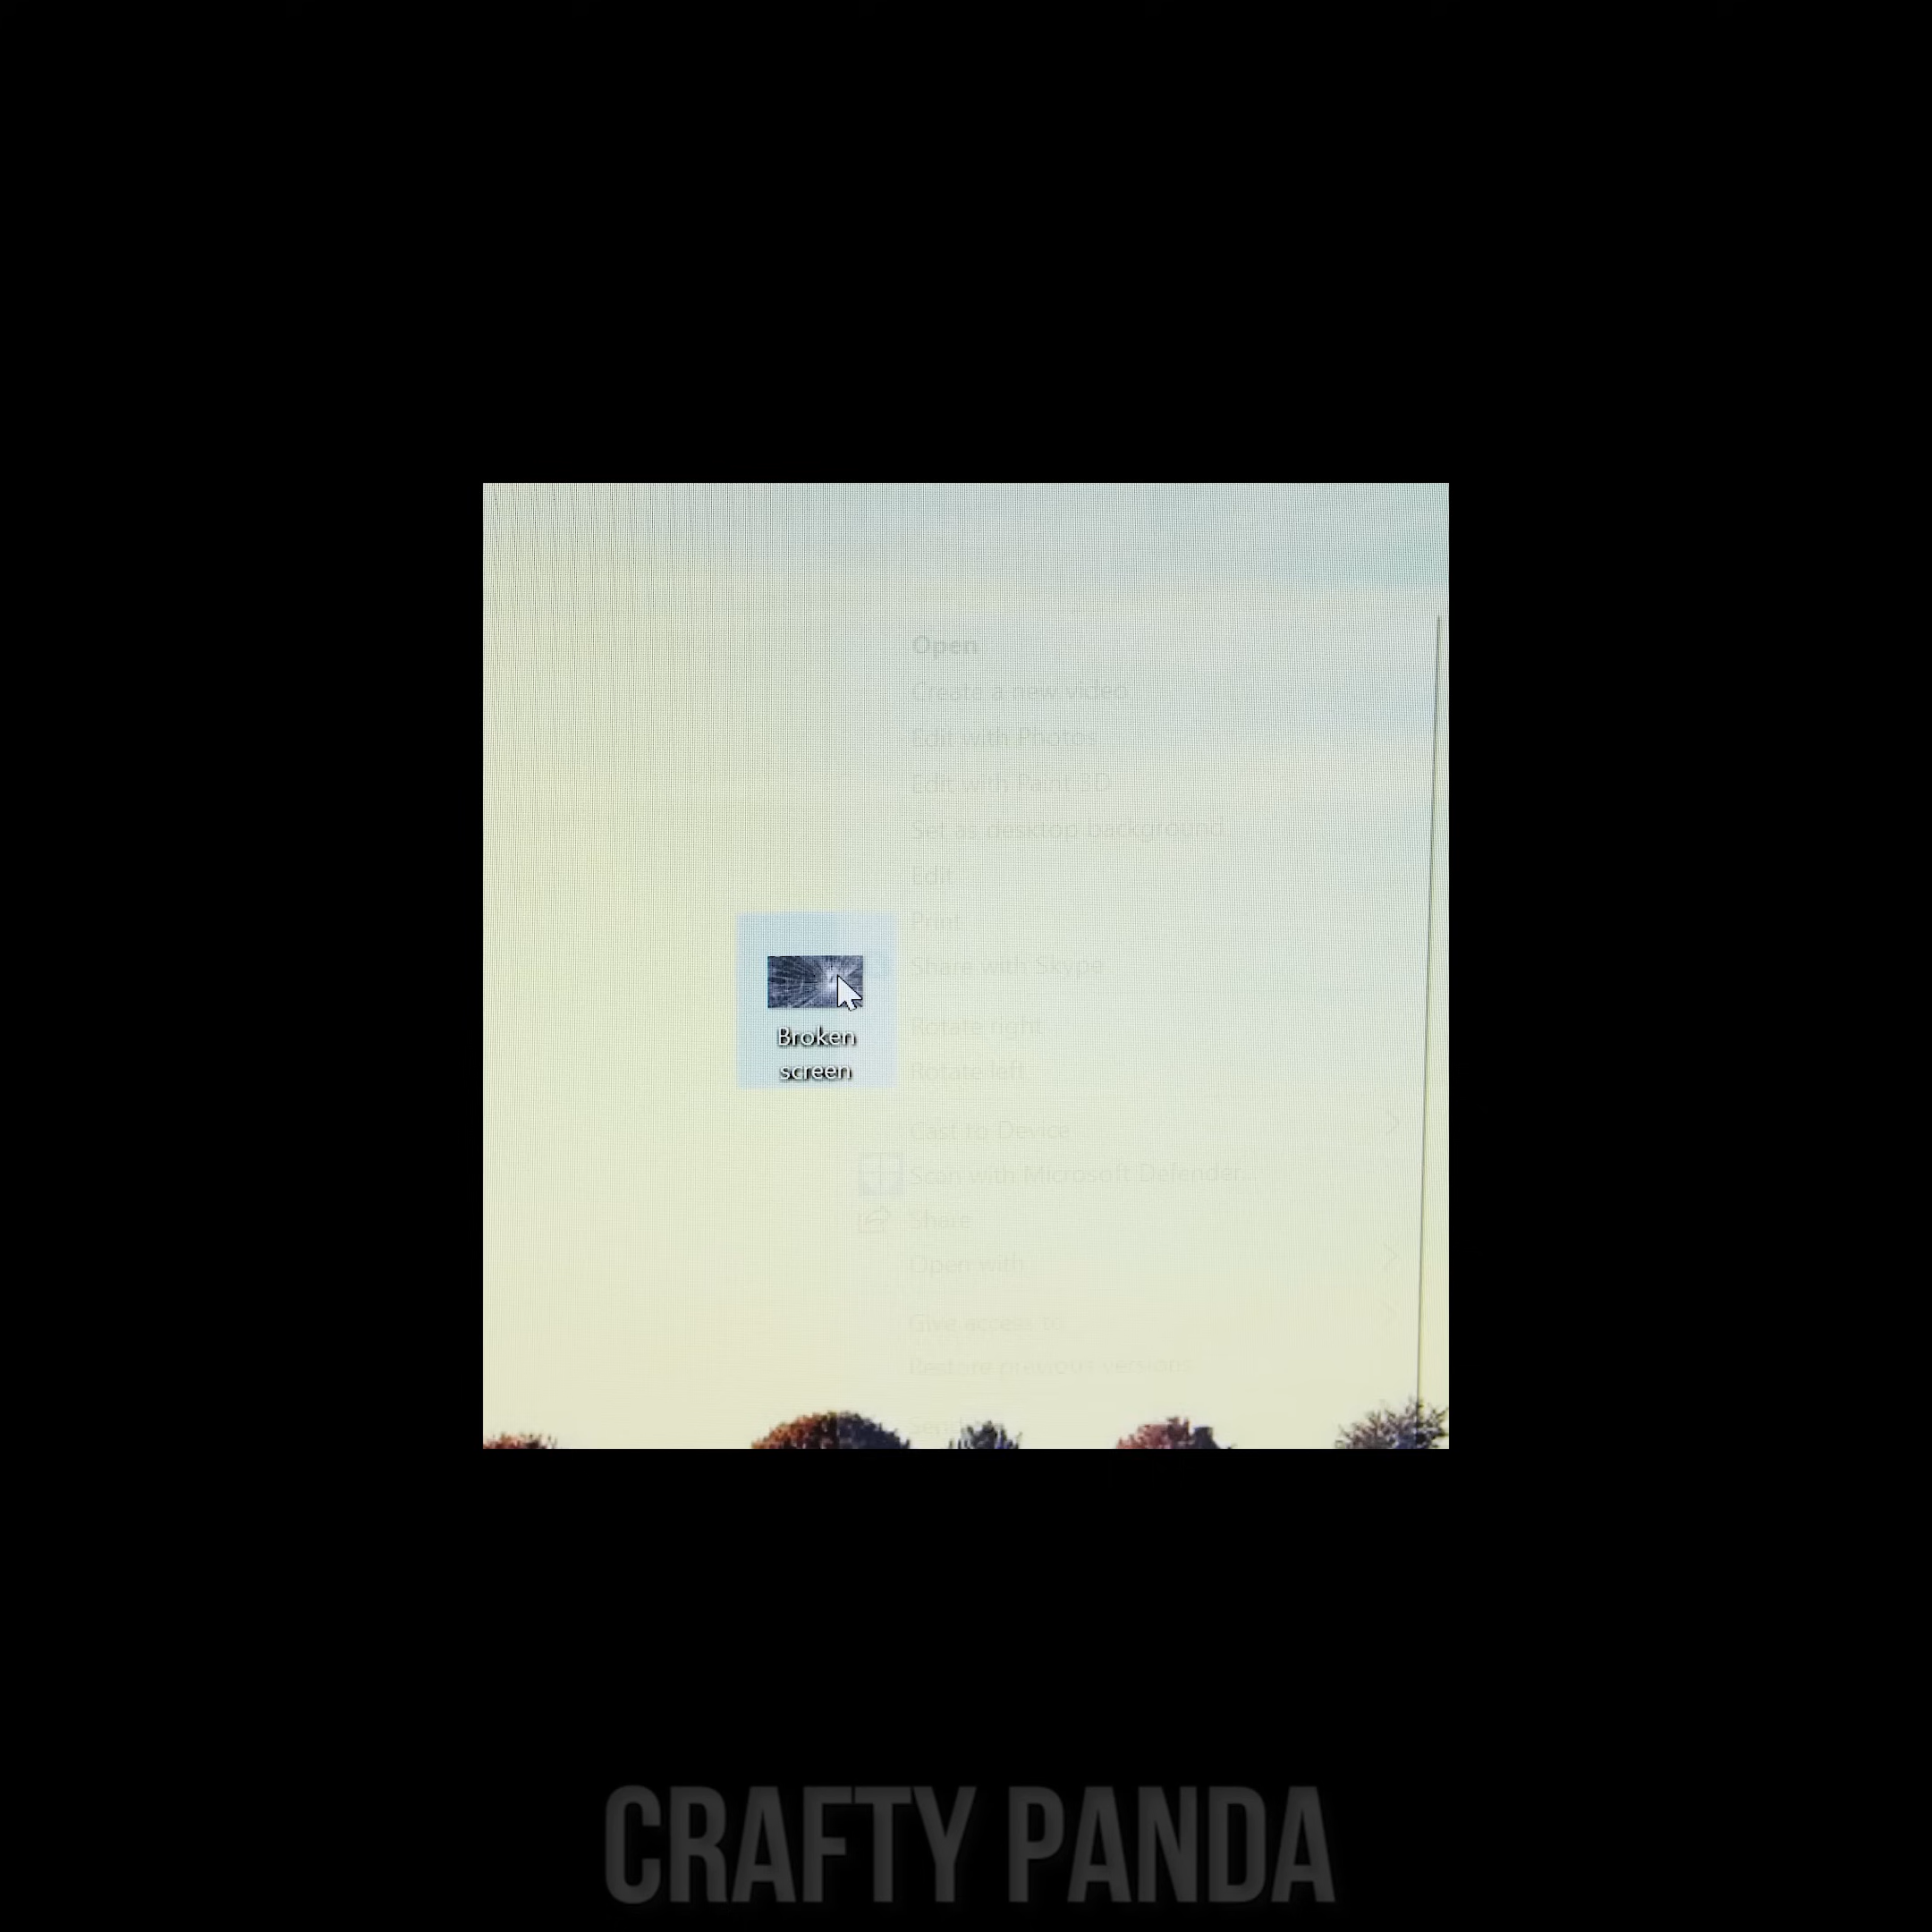 Open
Create a new video
Edit with Photos
Edit with Paint 3D
Set as desktop background
Edit
Print
Share with Skype
Broken
screen
Rotate right
Rotate left
Cast to Device
Scan with Microsoft Defender...
Share
Open with
Give access to
Restore previous versions
Send to
CRAFTY PANDA